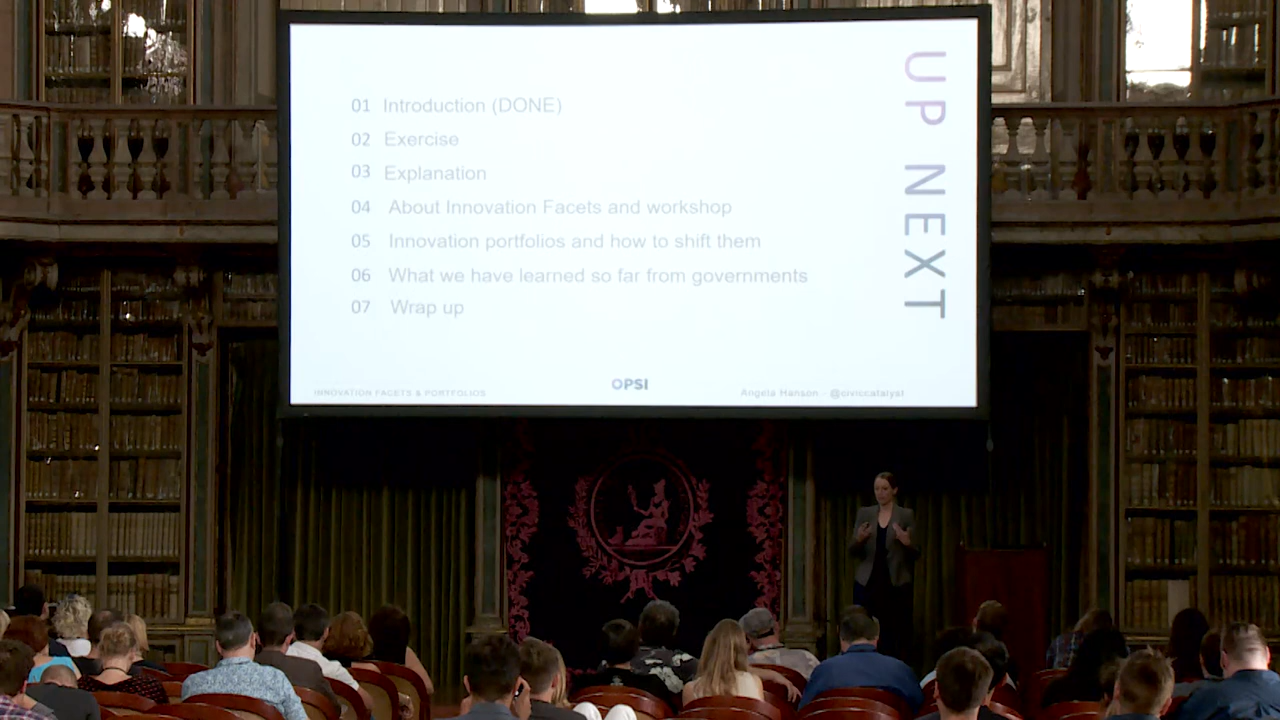 01 Introduction (DONE)
02 Exercise
03 Explanation
04 About Innovation Facets and workshop
05 Innovation portfolios and how to shift them
06 What we have learned so far from governments
07 Wrap up
UP NEXT
INNOVATION FACETS & PORTFOLIOS
OPSI
Angela Hanson - @civiccatalyst